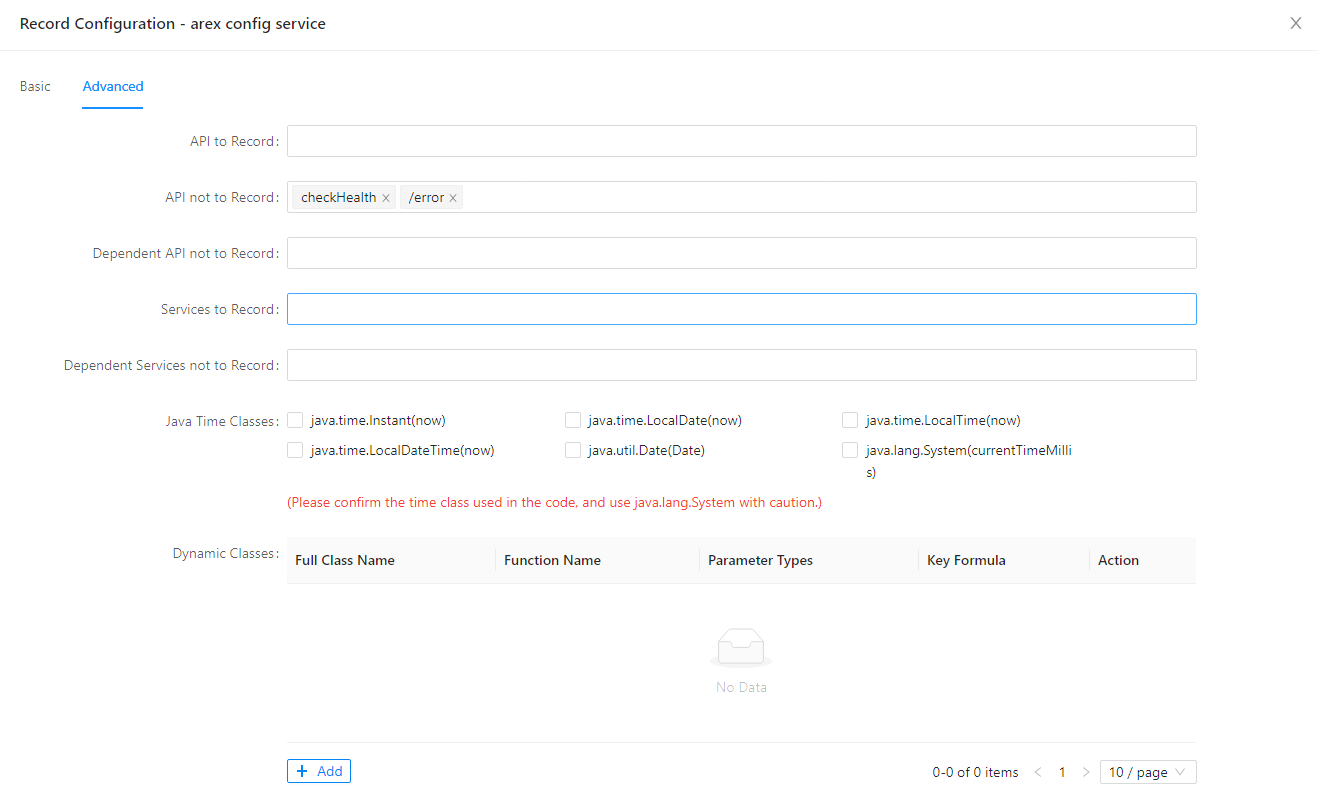 Record Configuration - arex config service
Basic
Advanced
API to Record:
API not to Record:
checkHealth
/error
Dependent API not to Record:
Services to Record:
Dependent Services not to Record:
Java Time Classes:
java.time.Instant(now)
java.time.LocalDate(now)
java.time.LocalTime(now)
java.time.LocalDateTime(now)
java.util.Date(Date)
java.lang.System(currentTimeMilli
s)
(Please confirm the time class used in the code, and use java.lang.System with caution.)
Dynamic Classes:
Full Class Name
Function Name
Parameter Types
Key Formula
Action
No Data
+ Add
0-0 of 0 items
< 1 >
10 / page